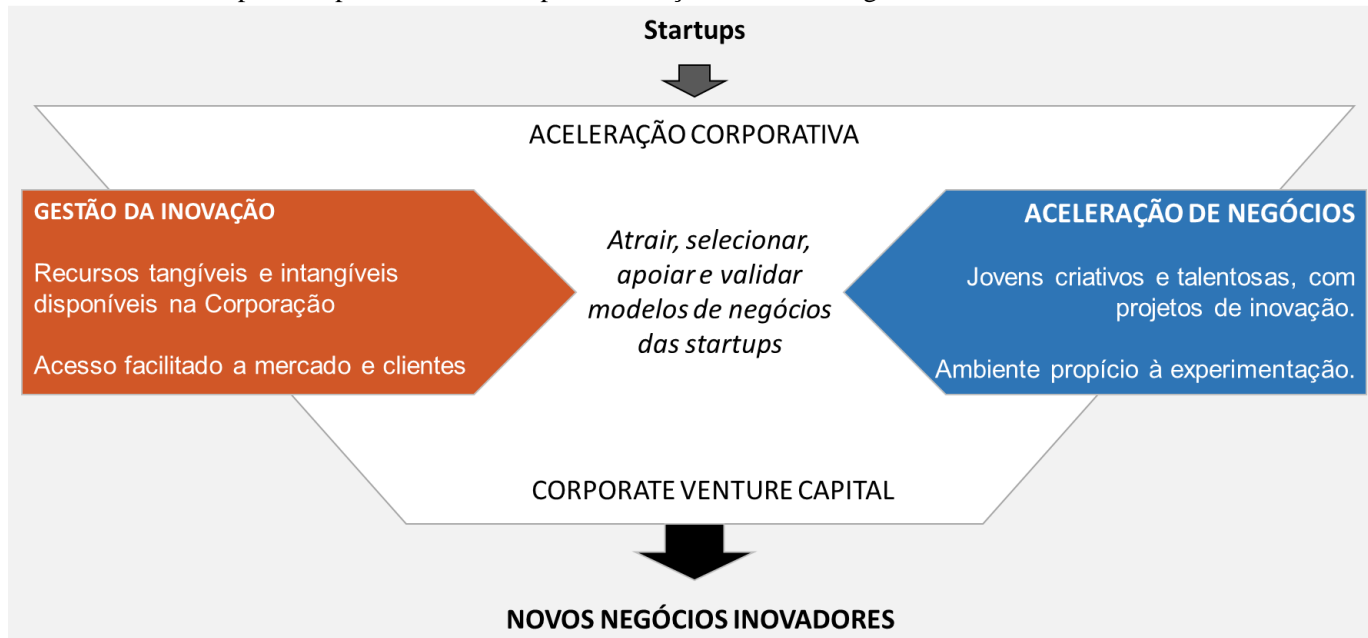 Startups
ACELERAÇÃO CORPORATIVA
GESTÃO DA INOVAÇÃO
Recursos tangíveis e intangíveis
disponíveis na Corporação
Acesso facilitado a mercado e clientes
Atrair, selecionar,
apoiar e validar
modelos de negócios
das startups
ACELERAÇÃO DE NEGÓCIOS
Jovens criativos e talentosas, com
projetos de inovação.
Ambiente propício à experimentação.
CORPORATE VENTURE CAPITAL
NOVOS NEGÓCIOS INOVADORES